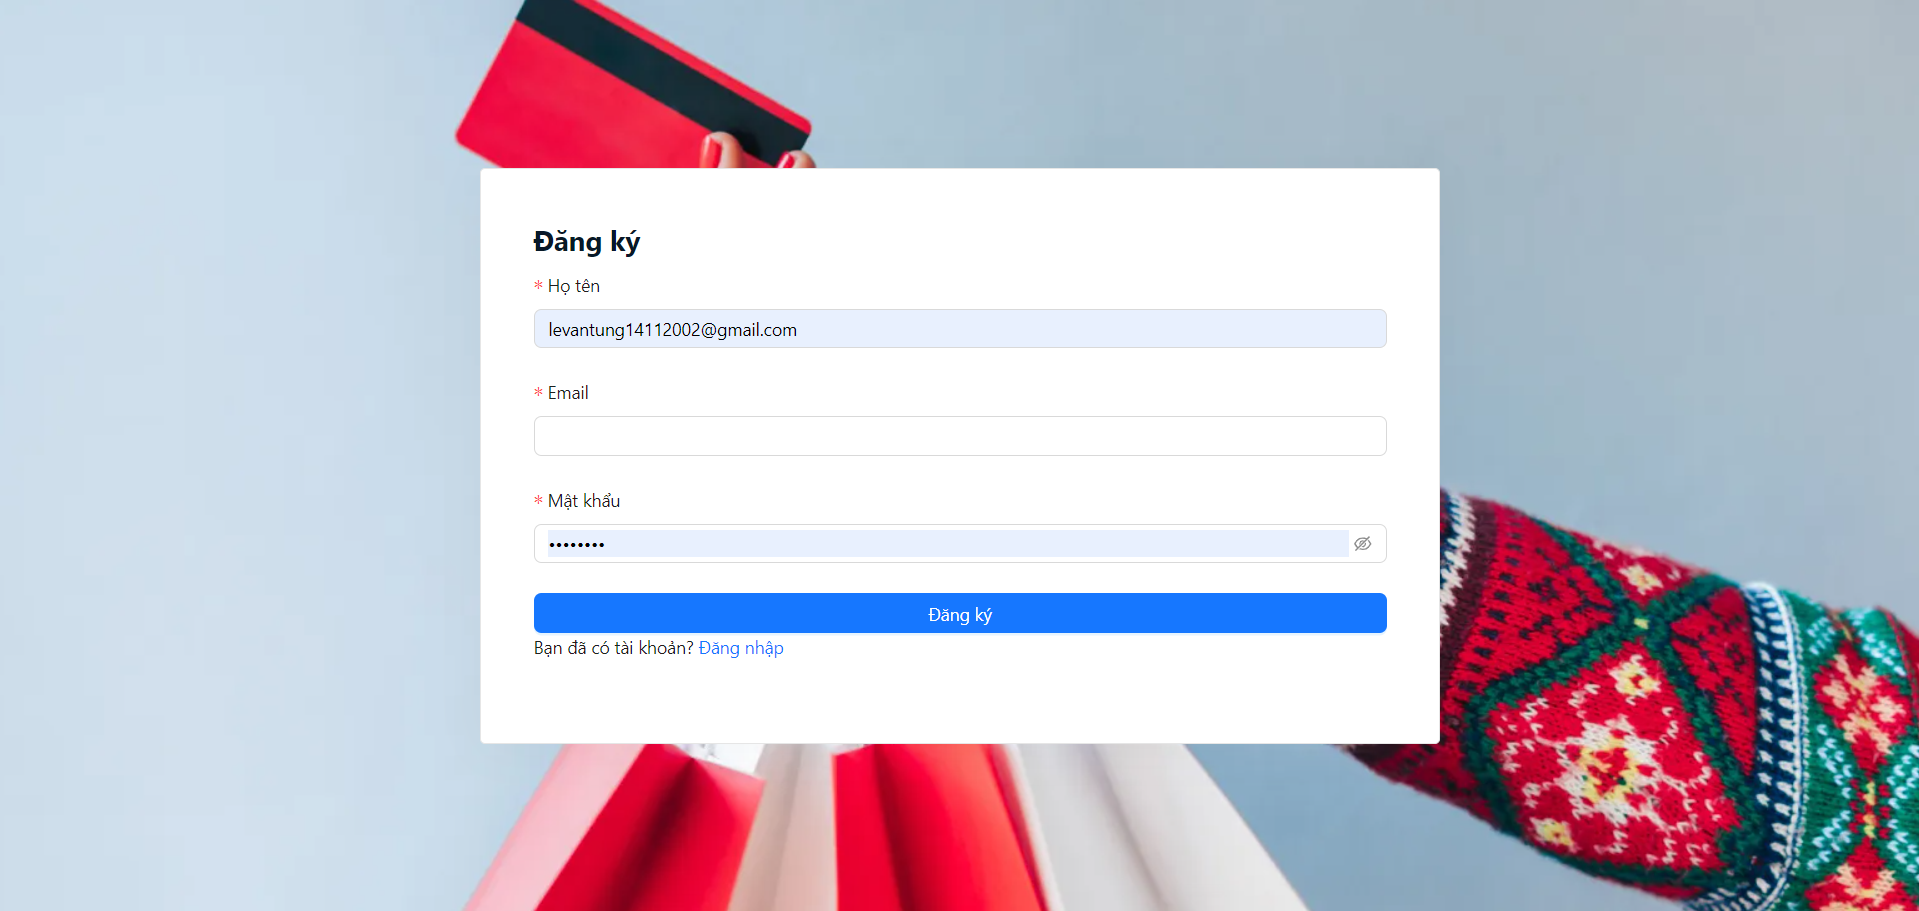 Đăng ký
* Họ tên
levantung14112002@gmail.com
* Email
* Mật khẩu
••••••••
Đăng ký
Bạn đã có tài khoản? Đăng nhập